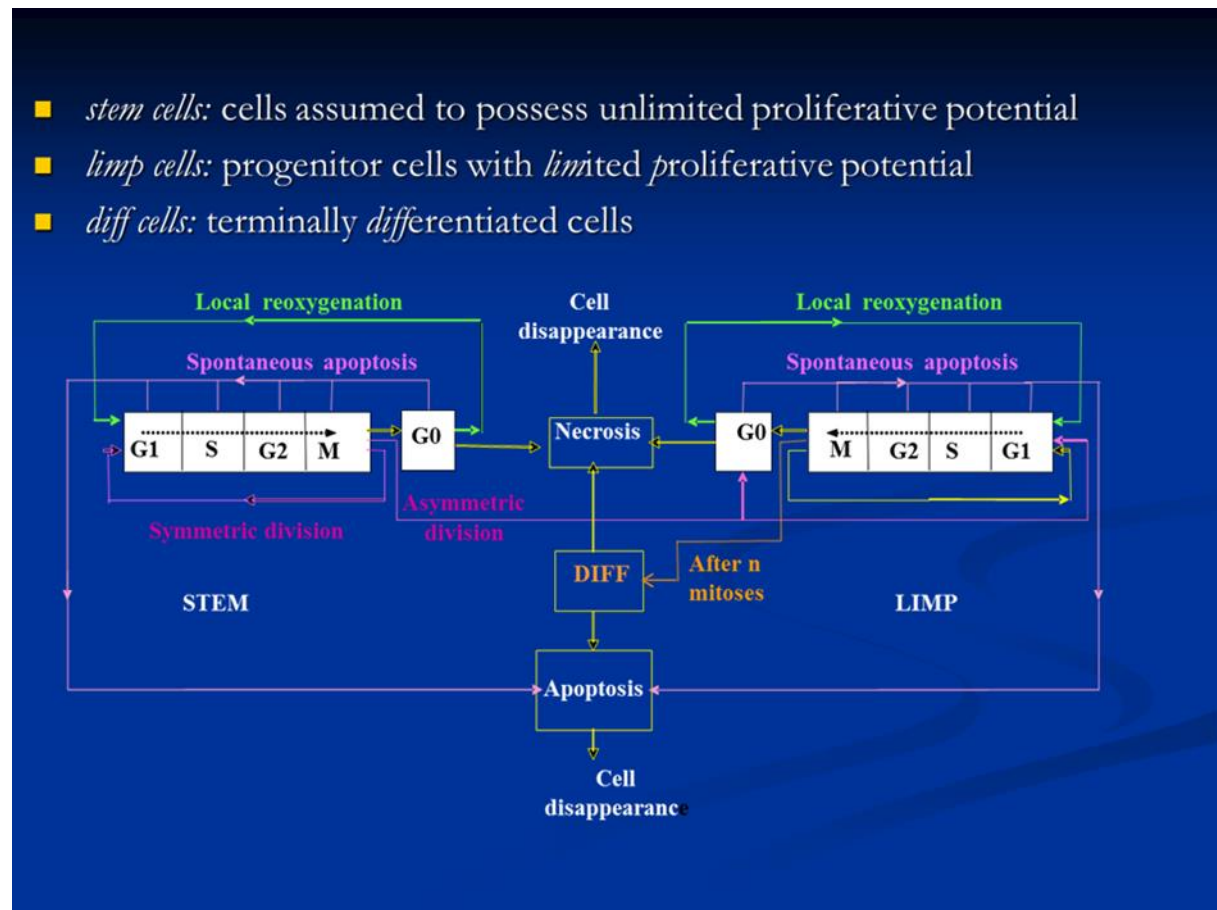 stem cells: cells assumed to possess unlimited proliferative potential
limp cells: progenitor cells with limited proliferative potential
diff cells: terminally differentiated cells
Local reoxygenation
Cell
disappearance
Local reoxygenation
Spontaneous apoptosis
Spontaneous apoptosis
G1 S G2 M
G0
Necrosis
G0
M G2 S G1
Symmetric division
Asymmetric
division
DIFF
After n
mitoses
STEM
LIMP
Apoptosis
Cell
disappearance